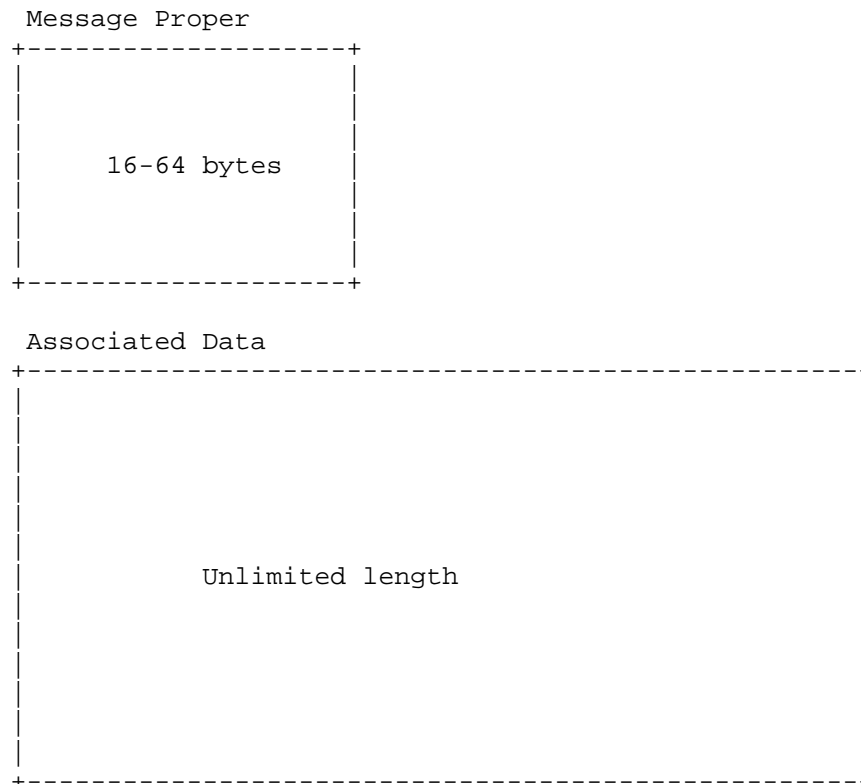 Message Proper
16-64 bytes
Associated Data
Unlimited length